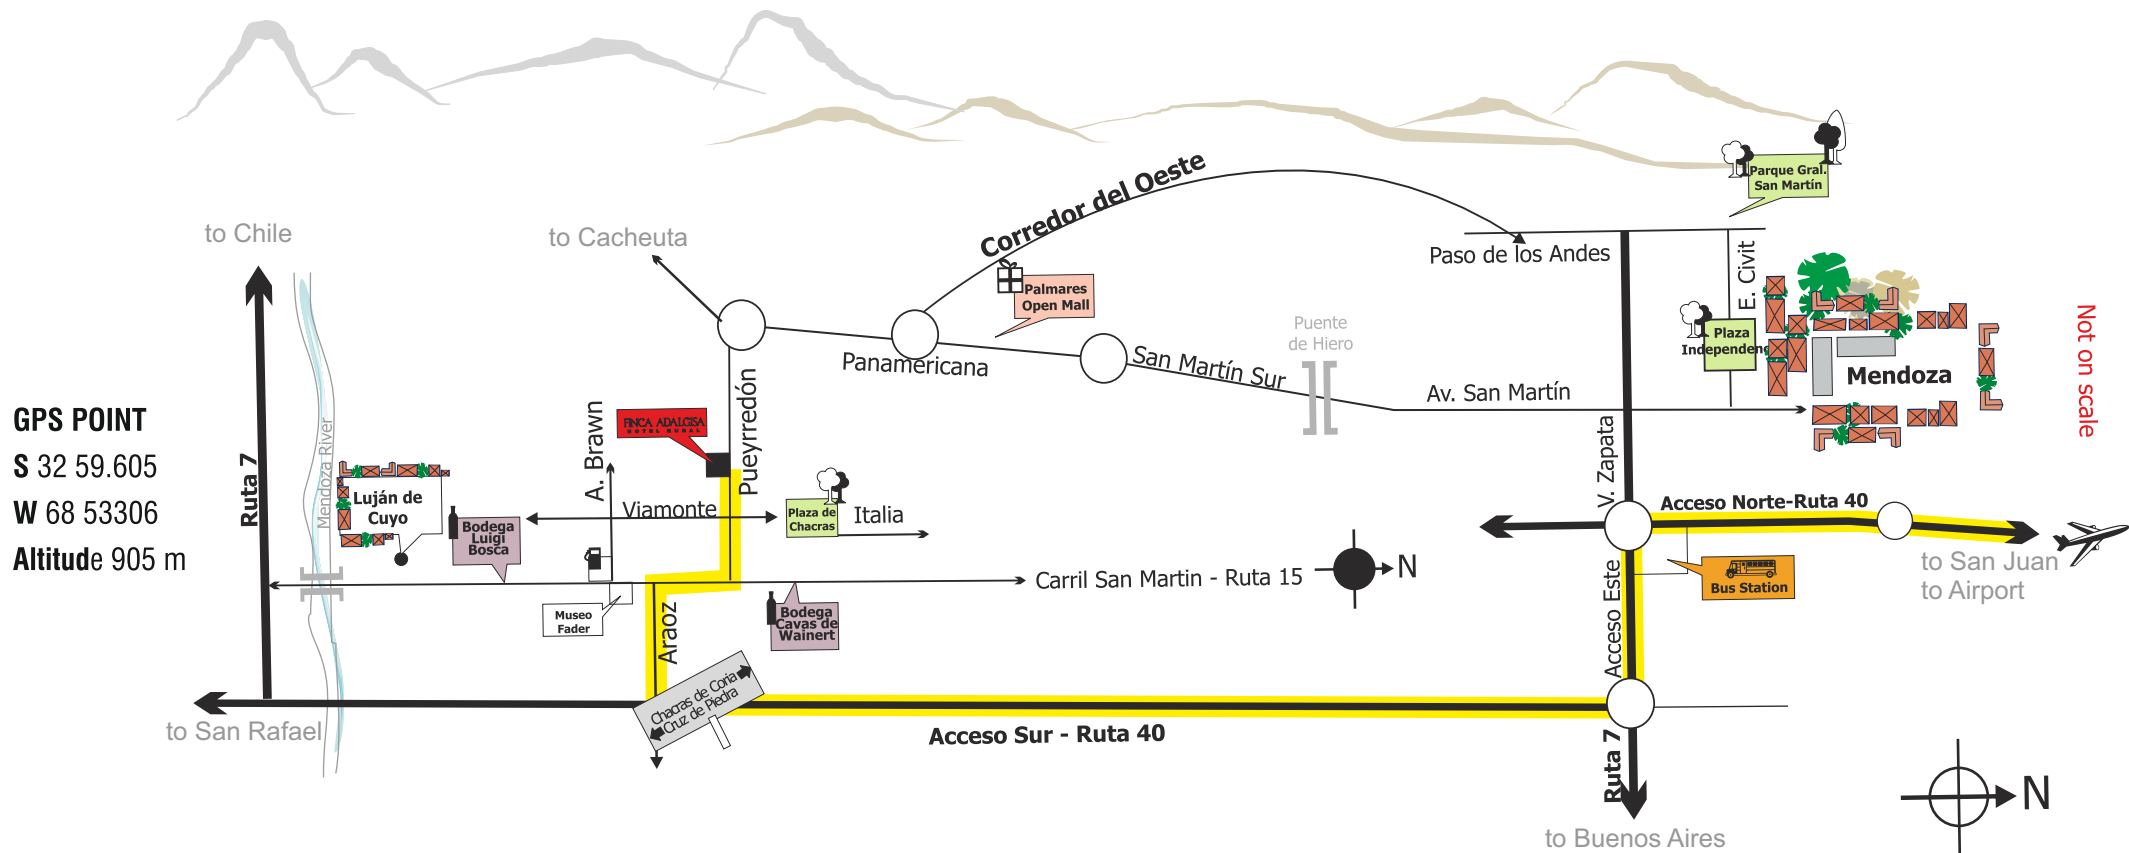 Corredor del Oeste
Parque Gral.
San Martín
to Chile
to Cacheuta
Paso de los Andes
E. Civit
Palmares
Open Mall
Puente
de Hiero
Plaza
Independenc
Not on scale
Panamericana
San Martín Sur
Av. San Martín
Mendoza
GPS POINT
S 32 59.605
W 68 53306
Altitude 905 m
Ruta 7
Mendoza River
Luján de
Cuyo
Bodega
Luigi
Bosca
A. Brawn
FINCA ADALGISA
HOTEL RURAL
Pueyrredón
Viamonte
Plaza de
Chacras
Italia
V. Zapata
Acceso Norte-Ruta 40
to San Juan
to Airport
Bus Station
Carril San Martin - Ruta 15
N
Acceso Este
Museo
Fader
Araoz
Bodega
Cavas de
Wainert
Chacras de Coria
Cruz de Piedra
to San Rafael
Acceso Sur - Ruta 40
Ruta 7
to Buenos Aires
N